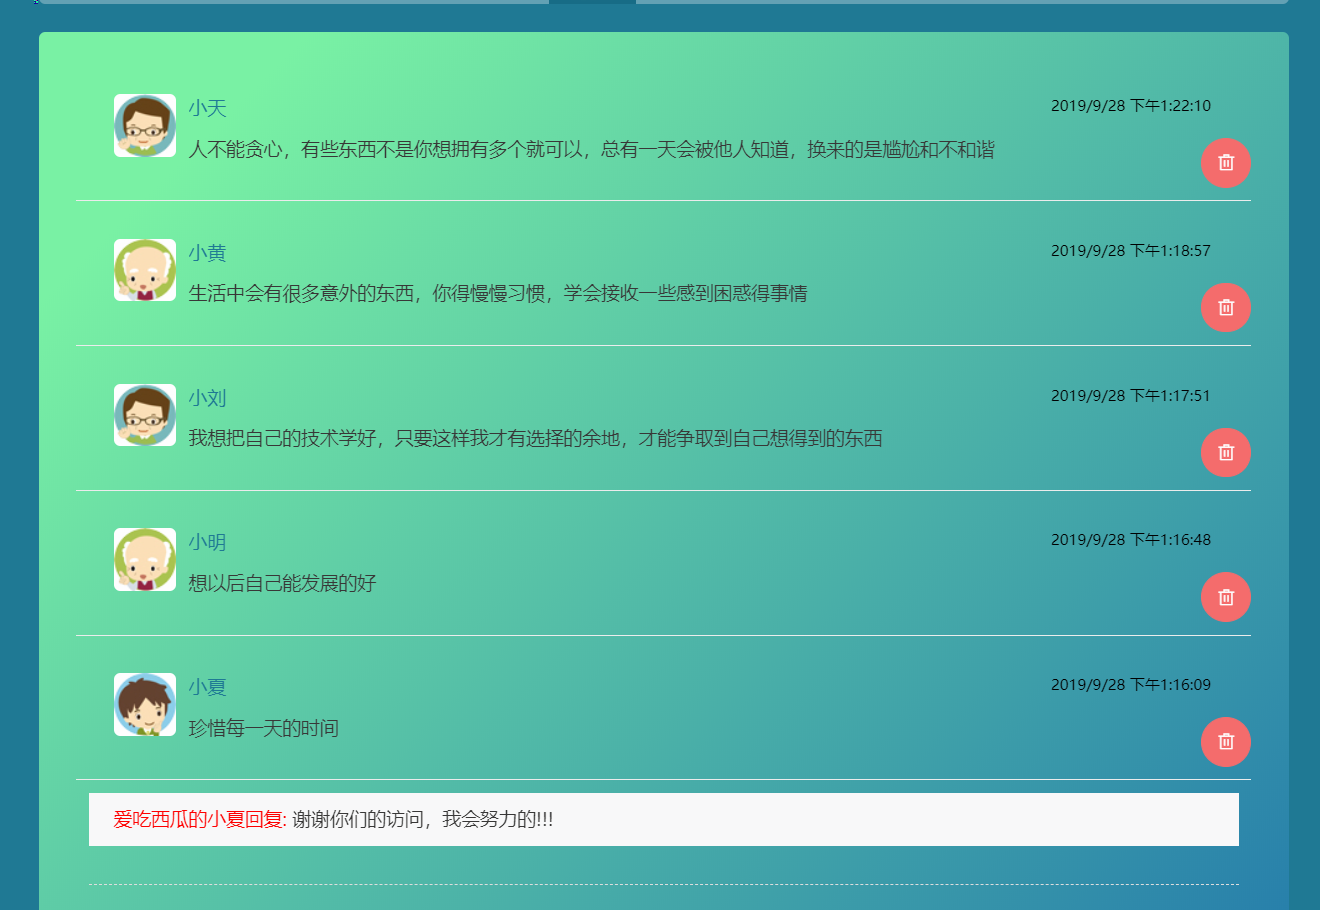 小天
2019/9/28 下午1:22:10
人不能贪心，有些东西不是你想拥有多个就可以，总有一天会被他人知道，换来的是尴尬和不和谐
小黄
2019/9/28 下午1:18:57
生活中会有很多意外的东西，你得慢慢习惯，学会接收一些感到困惑得事情
小刘
2019/9/28 下午1:17:51
我想把自己的技术学好，只要这样我才有选择的余地，才能争取到自己想得到的东西
小明
2019/9/28 下午1:16:48
想以后自己能发展的好
小夏
2019/9/28 下午1:16:09
珍惜每一天的时间
爱吃西瓜的小夏回复: 谢谢你们的访问，我会努力的!!!